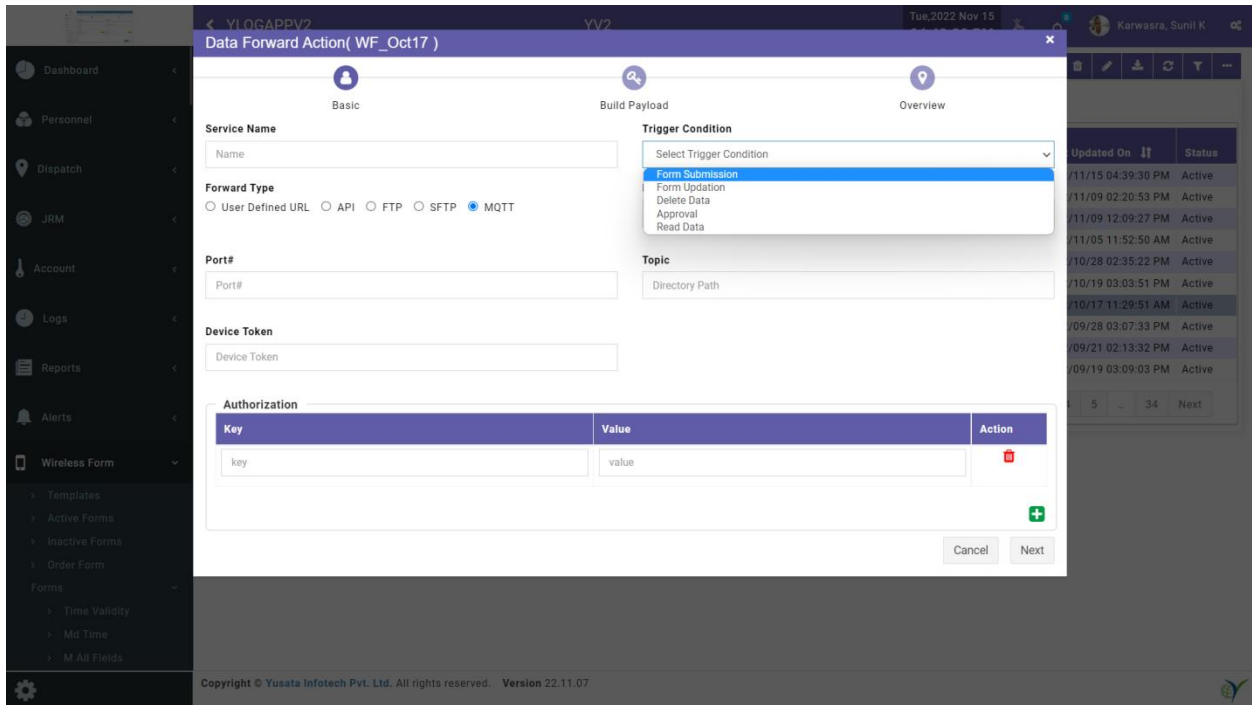 YLOGAPPV2
YV2
Tue,2022 Nov 15
Karwasra, Sunil K
Data Forward Action( WF_Oct17 )
×
Dashboard
Personnel
Dispatch
JRM
Account
Logs
Reports
Alerts
Wireless Form
Templates
Active Forms
Inactive Forms
Order Form
Forms
Time Validity
Md Time
M All Fields
Basic
Build Payload
Overview
Service Name
Name
Trigger Condition
Select Trigger Condition
Form Submission
Form Updation
Delete Data
Approval
Read Data
Forward Type
User Defined URL API FTP SFTP MQTT
Port#
Port#
Topic
Directory Path
Device Token
Device Token
Authorization
Key Value Action
key value
Cancel Next
Updated On Status
/11/15 04:39:30 PM Active
/11/09 02:20:53 PM Active
/11/09 12:09:27 PM Active
/11/05 11:52:50 AM Active
/10/28 02:35:22 PM Active
/10/19 03:03:51 PM Active
/10/17 11:29:51 AM Active
/09/28 03:07:33 PM Active
/09/21 02:13:32 PM Active
/09/19 03:09:03 PM Active
5 .. 34 Next
Copyright © Yusata Infotech Pvt. Ltd. All rights reserved. Version 22.11.07